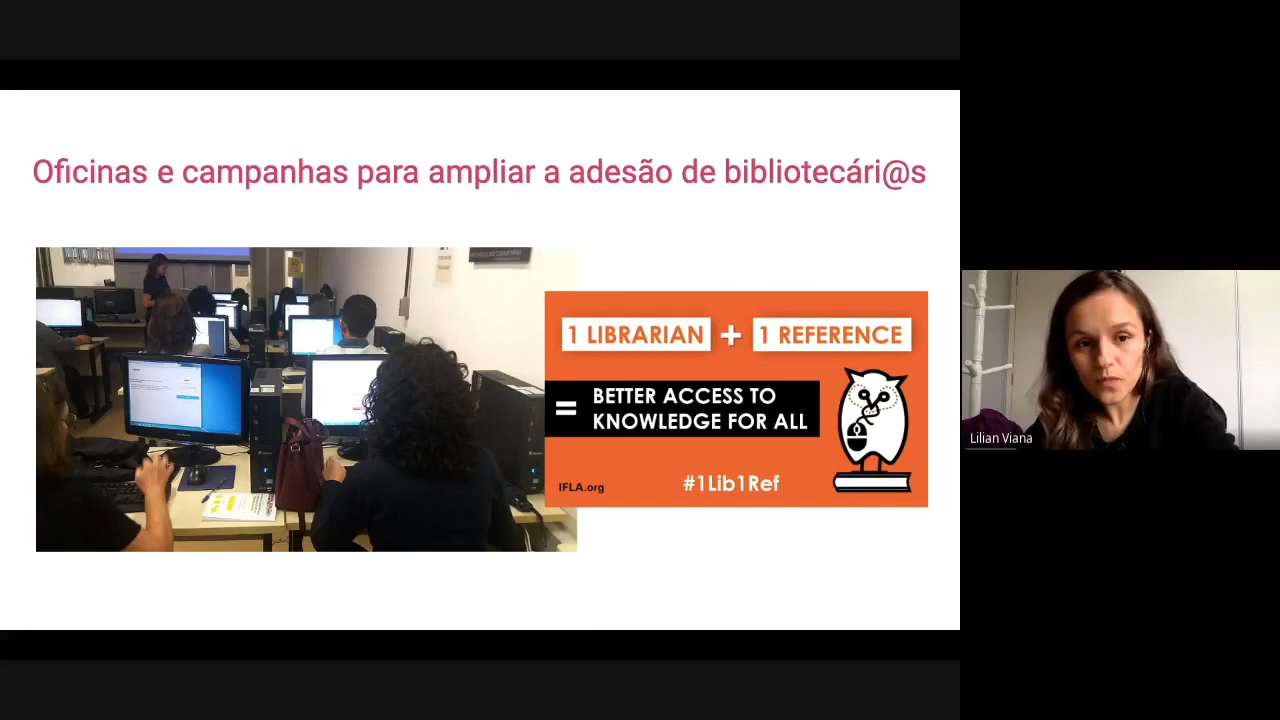 Oficinas e campanhas para ampliar a adesão de bibliotecári@s
1 LIBRARIAN + 1 REFERENCE
= BETTER ACCESS TO
KNOWLEDGE FOR ALL
IFLA.org
#1Lib1Ref
Lilian Viana